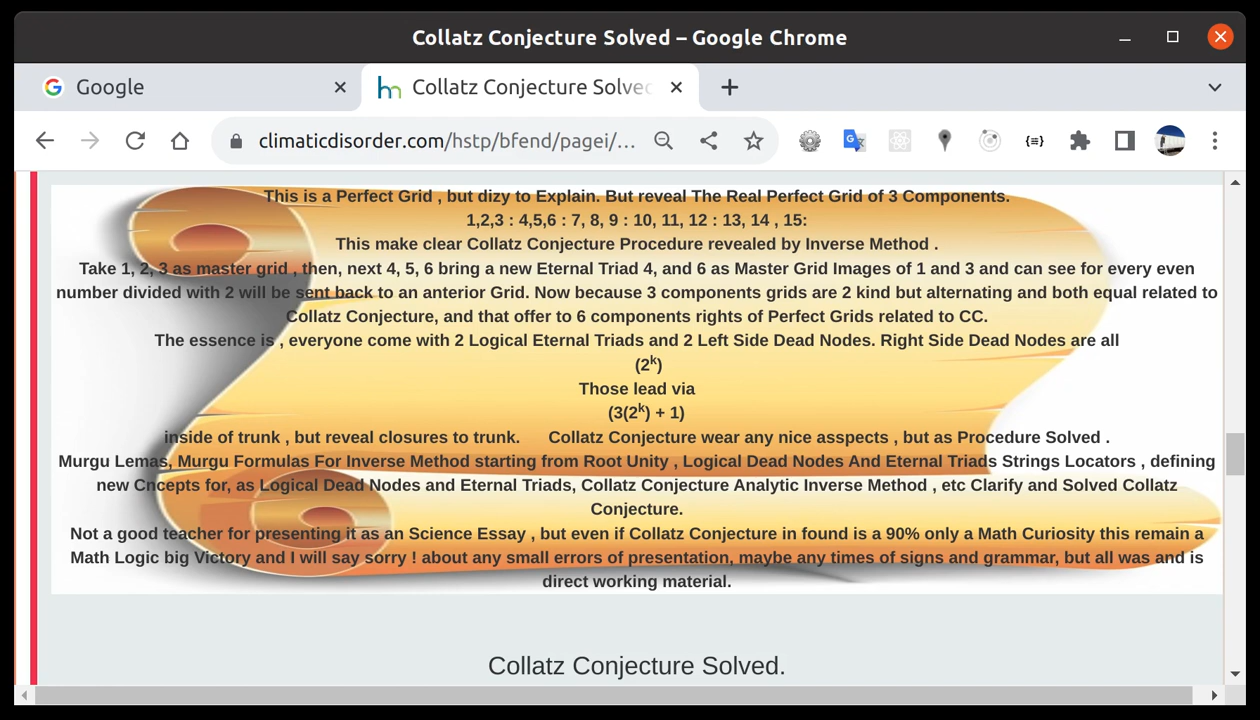 Collatz Conjecture Solved – Google Chrome
Google
Collatz Conjecture Solved
climaticdisorder.com/hstp/bfend/pagei/...
This is a Perfect Grid , but dizy to Explain. But reveal The Real Perfect Grid of 3 Components.
1,2,3 : 4,5,6 : 7, 8, 9 : 10, 11, 12 : 13, 14 , 15:
This make clear Collatz Conjecture Procedure revealed by Inverse Method .
Take 1, 2, 3 as master grid , then, next 4, 5, 6 bring a new Eternal Triad 4, and 6 as Master Grid Images of 1 and 3 and can see for every even
number divided with 2 will be sent back to an anterior Grid. Now because 3 components grids are 2 kind but alternating and both equal related to
Collatz Conjecture, and that offer to 6 components rights of Perfect Grids related to CC.
The essence is , everyone come with 2 Logical Eternal Triads and 2 Left Side Dead Nodes. Right Side Dead Nodes are all
(2^k)
Those lead via
(3(2^k) + 1)
inside of trunk , but reveal closures to trunk. Collatz Conjecture wear any nice asspects , but as Procedure Solved .
Murgu Lemas, Murgu Formulas For Inverse Method starting from Root Unity , Logical Dead Nodes And Eternal Triads Strings Locators , defining
new Cncepts for, as Logical Dead Nodes and Eternal Triads, Collatz Conjecture Analytic Inverse Method , etc Clarify and Solved Collatz
Conjecture.
Not a good teacher for presenting it as an Science Essay , but even if Collatz Conjecture in found is a 90% only a Math Curiosity this remain a
Math Logic big Victory and I will say sorry ! about any small errors of presentation, maybe any times of signs and grammar, but all was and is
direct working material.
Collatz Conjecture Solved.